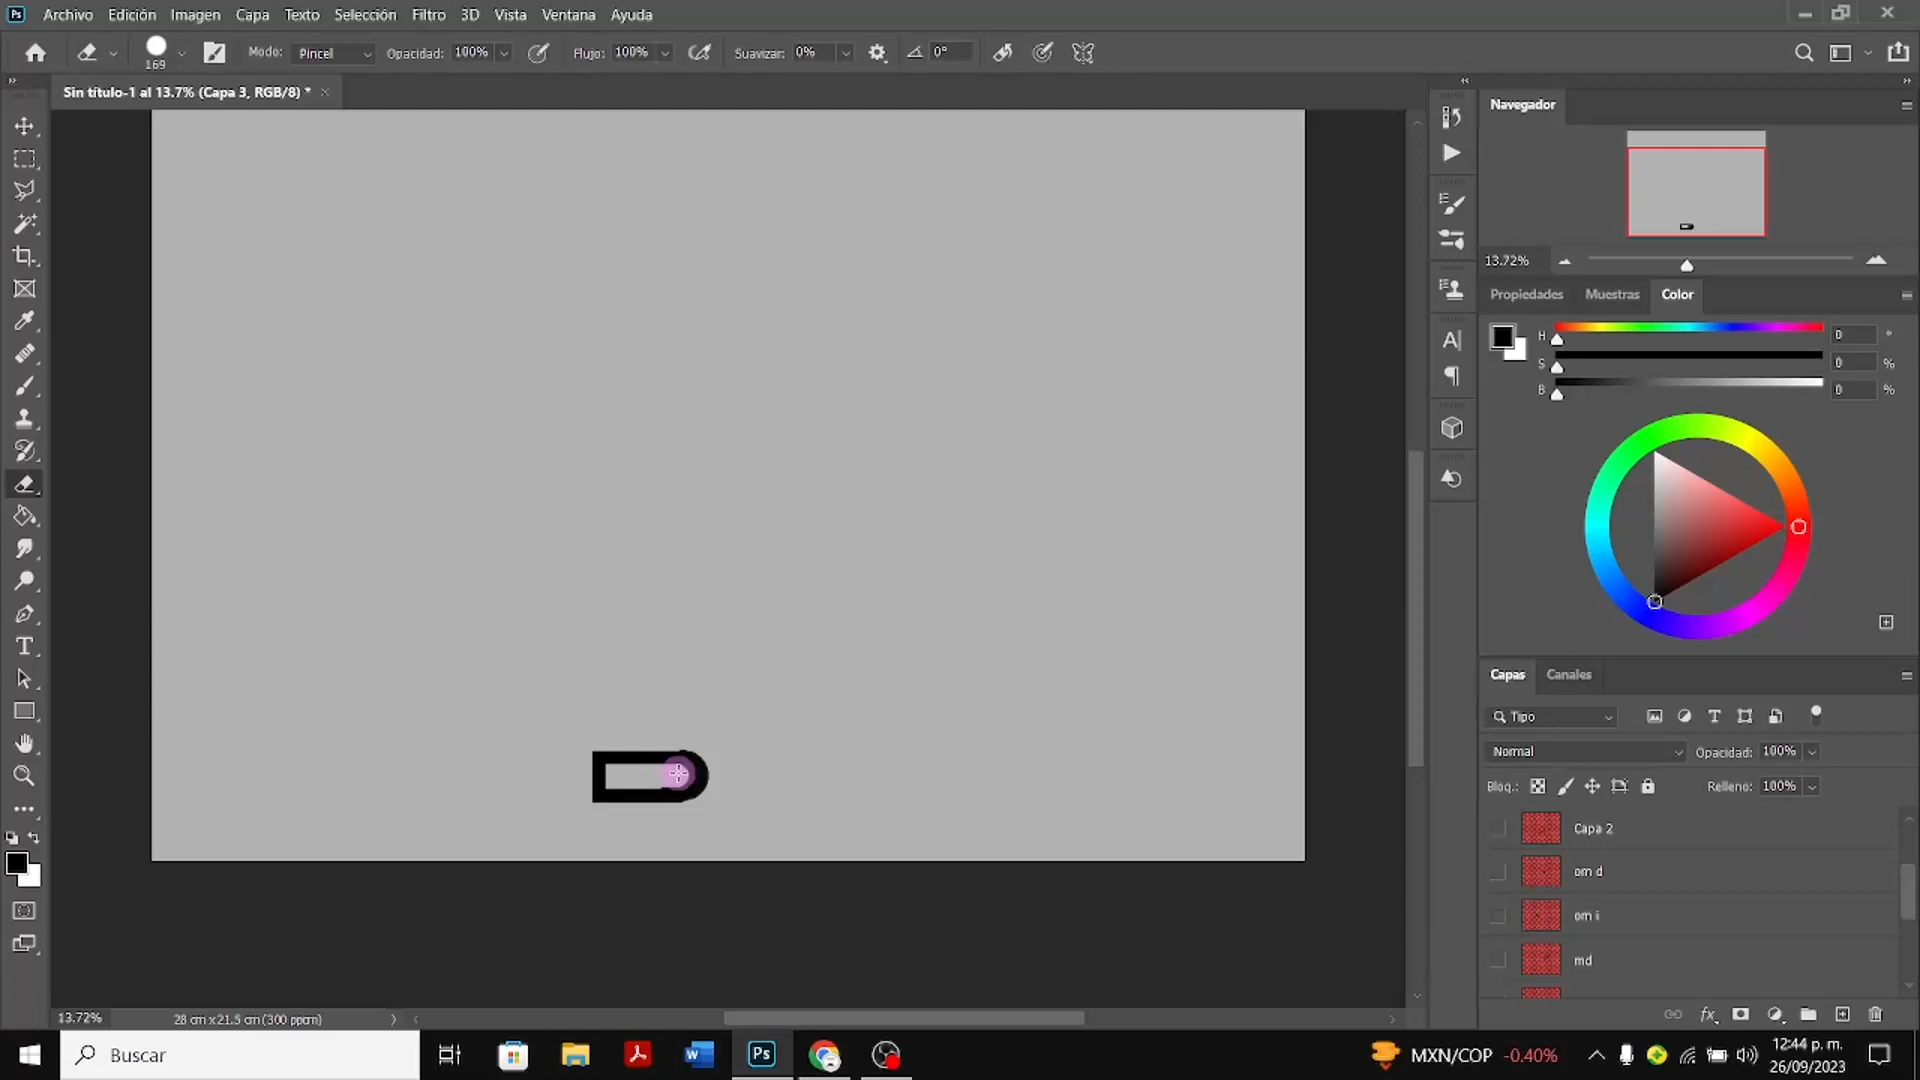 Ps Archivo Edición Imagen Capa Texto Selección Filtro 3D Vista Ventana Ayuda
169 Modo: Pincel Opacidad: 100% Flujo: 100% Suavizar: 0% 0°
Sin título-1 al 13.7% (Capa 3, RGB/8) *
Navegador
13.72%
Propiedades Muestras Color
H 0 °
S 0 %
B 0 %
Capas Canales
Tipo
Normal Opacidad: 100%
Bloq.: Relleno: 100%
Capa 2
om d
om i
md
13.72% 28 cm x 21.5 cm (300 ppcm)
Buscar
Ps
MXN/COP -0.40%
12:44 p. m.
26/09/2023